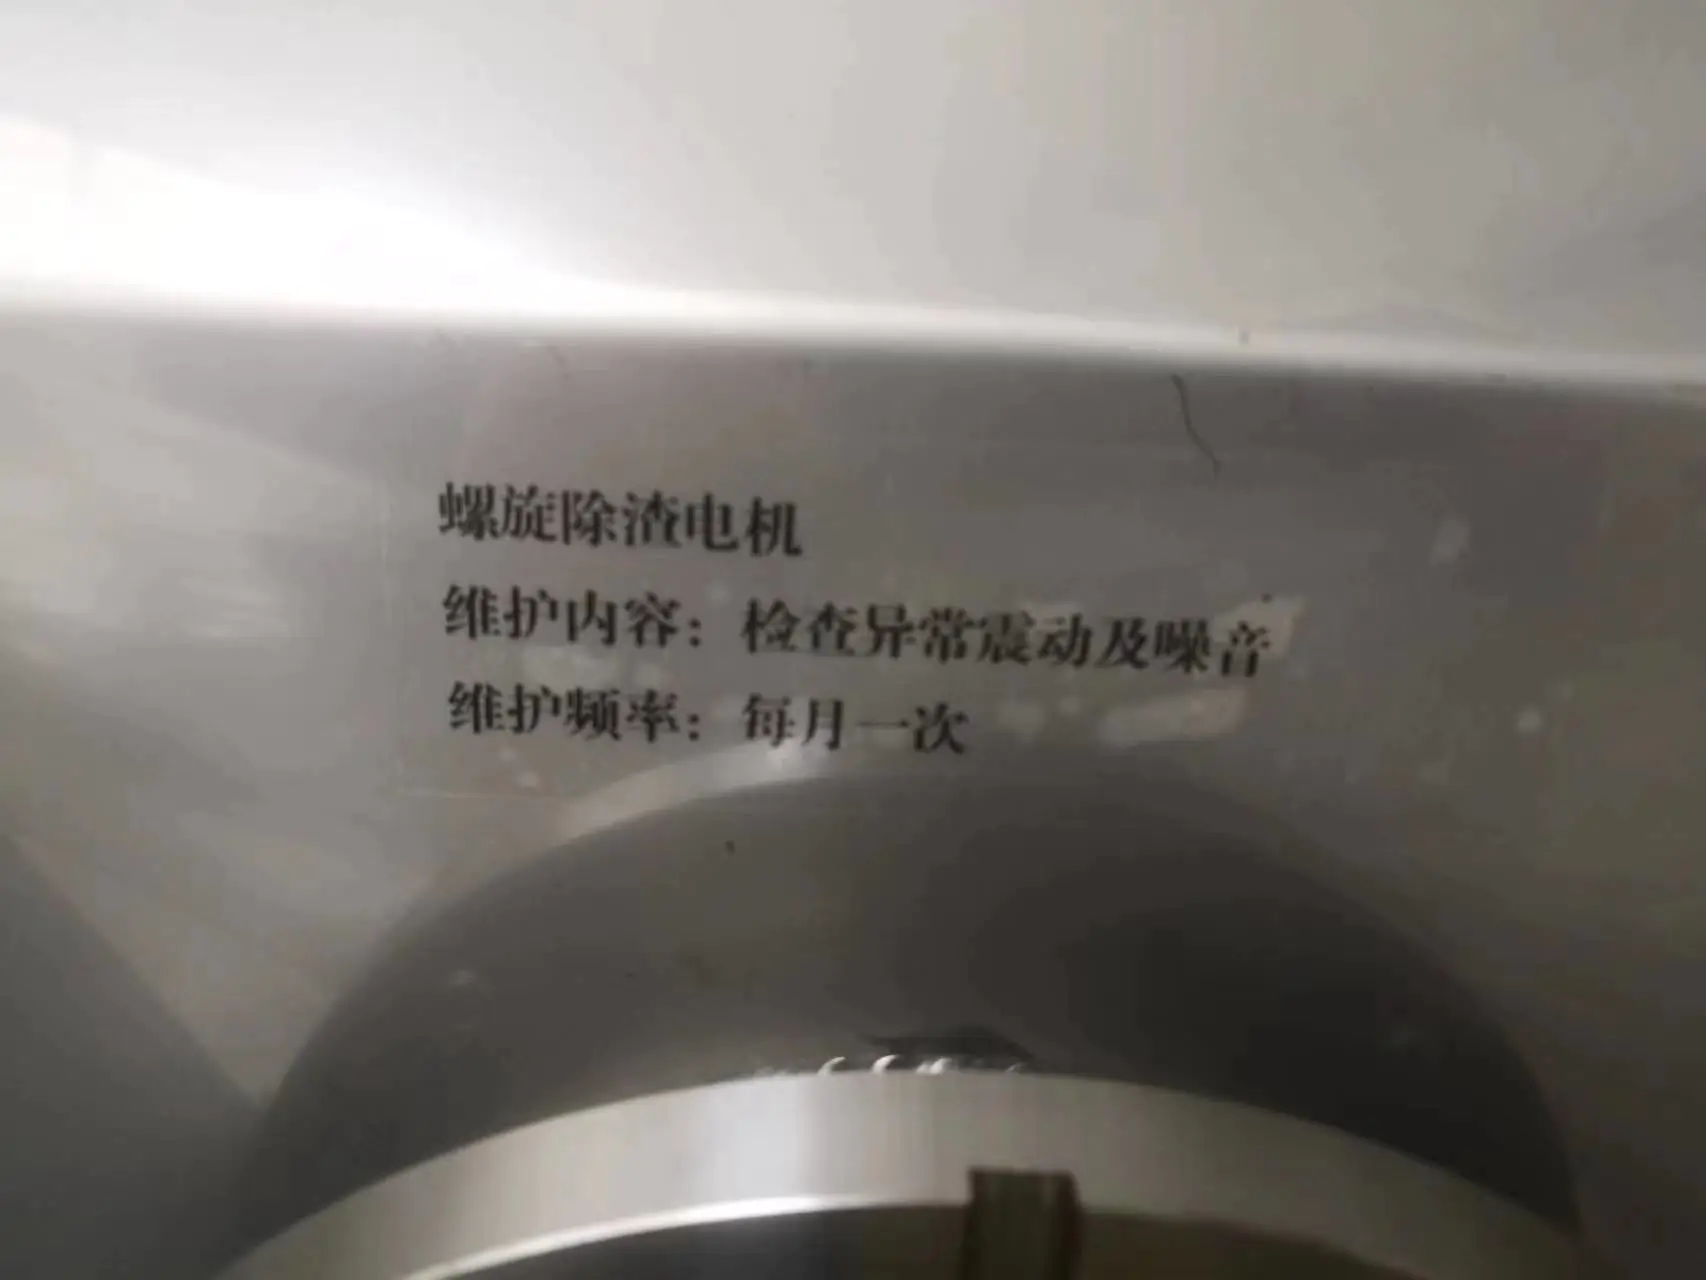 螺旋除渣电机
维护内容：检查异常震动及噪音
维护频率：每月一次